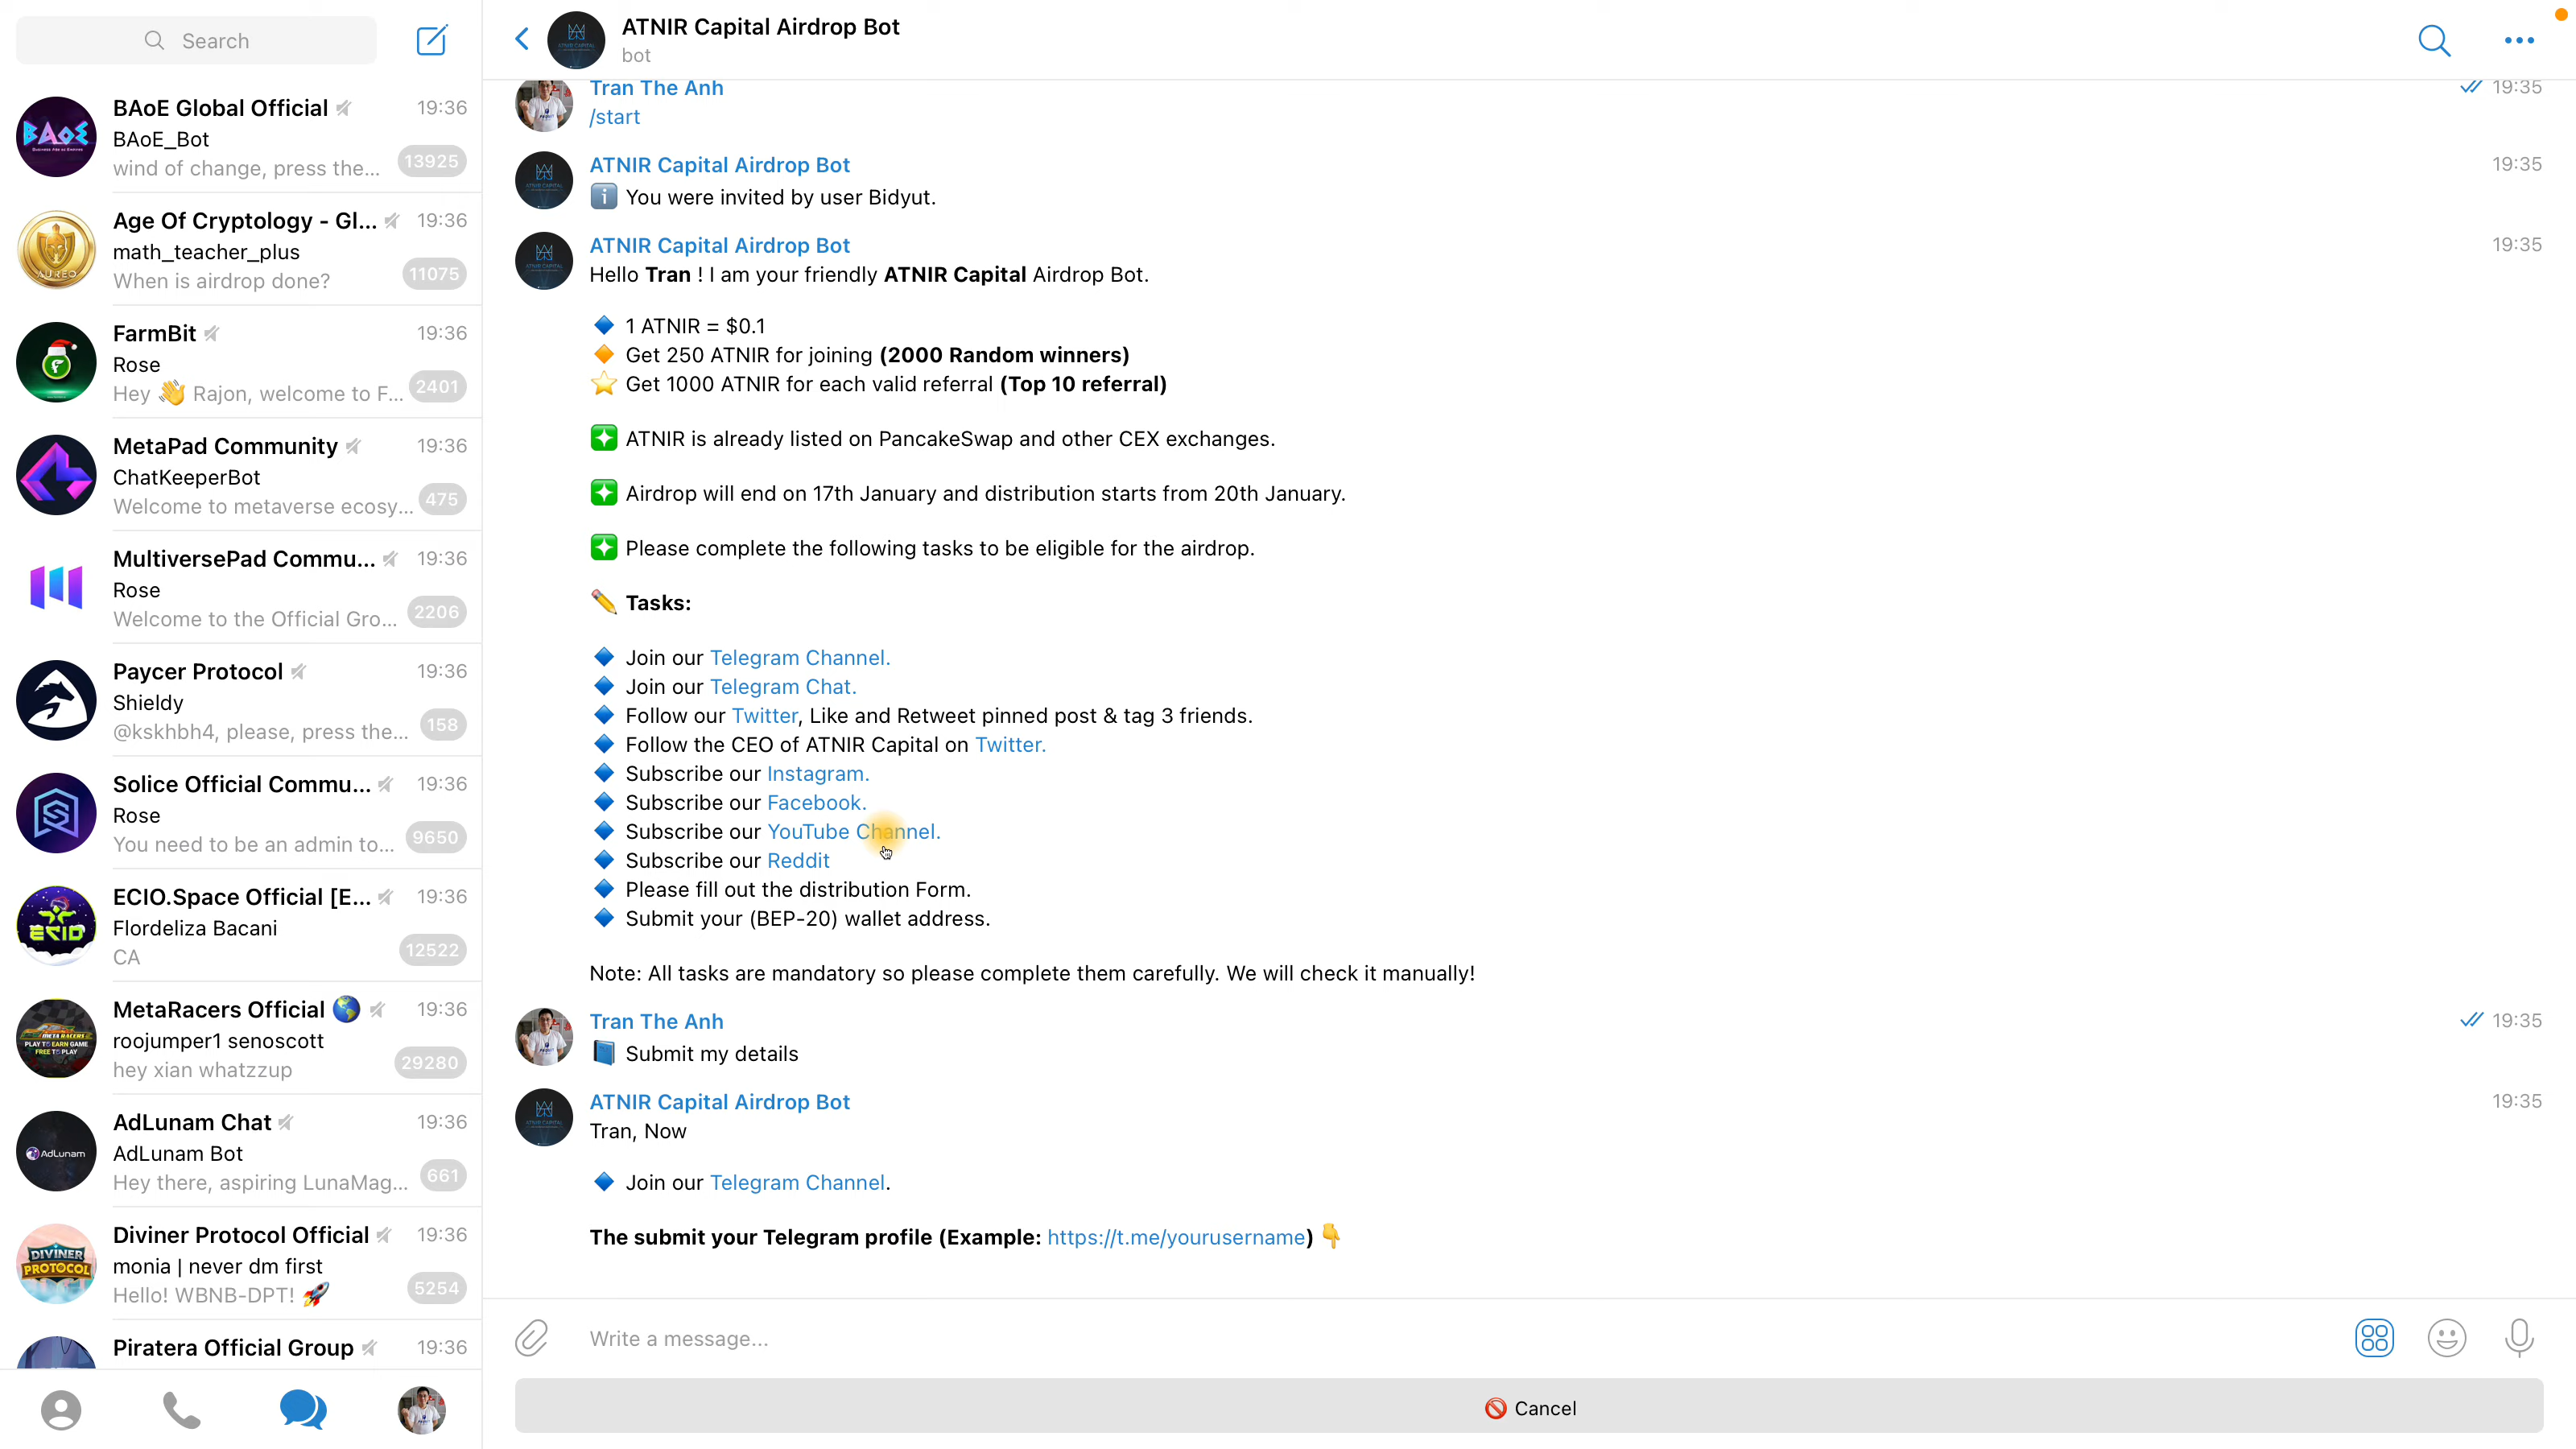 Search
BAoE Global Official 19:36
BAoE_Bot
wind of change, press the... 13925
Age Of Cryptology - Gl... 19:36
math_teacher_plus
When is airdrop done? 11075
FarmBit 19:36
Rose
Hey 👋 Rajon, welcome to F... 2401
MetaPad Community 19:36
ChatKeeperBot
Welcome to metaverse ecosy... 475
MultiversePad Commu... 19:36
Rose
Welcome to the Official Gro... 2206
Paycer Protocol 19:36
Shieldy
@kskhbh4, please, press the... 158
Solice Official Commu... 19:36
Rose
You need to be an admin to... 9650
ECIO.Space Official [E... 19:36
Flordeliza Bacani
CA 12522
MetaRacers Official 🌎 19:36
roojumper1 senoscott
hey xian whatzzup 29280
AdLunam Chat 19:36
AdLunam Bot
Hey there, aspiring LunaMag... 661
Diviner Protocol Official 19:36
monia | never dm first
Hello! WBNB-DPT! 🚀 5254
Piratera Official Group 19:36
BAOE
AUREO
AdLunam
ECIO
META RACERS
PLAY TO EARN GAME
FREE TO PLAY
DIVINER
PROTOCOL
ATNIR Capital Airdrop Bot
bot
Tran The Anh 19:35
/start
ATNIR Capital Airdrop Bot 19:35
ℹ️ You were invited by user Bidyut.
ATNIR Capital Airdrop Bot 19:35
Hello Tran ! I am your friendly ATNIR Capital Airdrop Bot.
🔷 1 ATNIR = $0.1
🔶 Get 250 ATNIR for joining (2000 Random winners)
⭐ Get 1000 ATNIR for each valid referral (Top 10 referral)
❇️ ATNIR is already listed on PancakeSwap and other CEX exchanges.
❇️ Airdrop will end on 17th January and distribution starts from 20th January.
❇️ Please complete the following tasks to be eligible for the airdrop.
✏️ Tasks:
🔷 Join our Telegram Channel.
🔷 Join our Telegram Chat.
🔷 Follow our Twitter, Like and Retweet pinned post & tag 3 friends.
🔷 Follow the CEO of ATNIR Capital on Twitter.
🔷 Subscribe our Instagram.
🔷 Subscribe our Facebook.
🔷 Subscribe our YouTube Channel.
🔷 Subscribe our Reddit
🔷 Please fill out the distribution Form.
🔷 Submit your (BEP-20) wallet address.
Note: All tasks are mandatory so please complete them carefully. We will check it manually!
Tran The Anh 19:35
📘 Submit my details
ATNIR Capital Airdrop Bot 19:35
Tran, Now
🔷 Join our Telegram Channel.
The submit your Telegram profile (Example: https://t.me/yourusername) 👇
Write a message...
🚫 Cancel